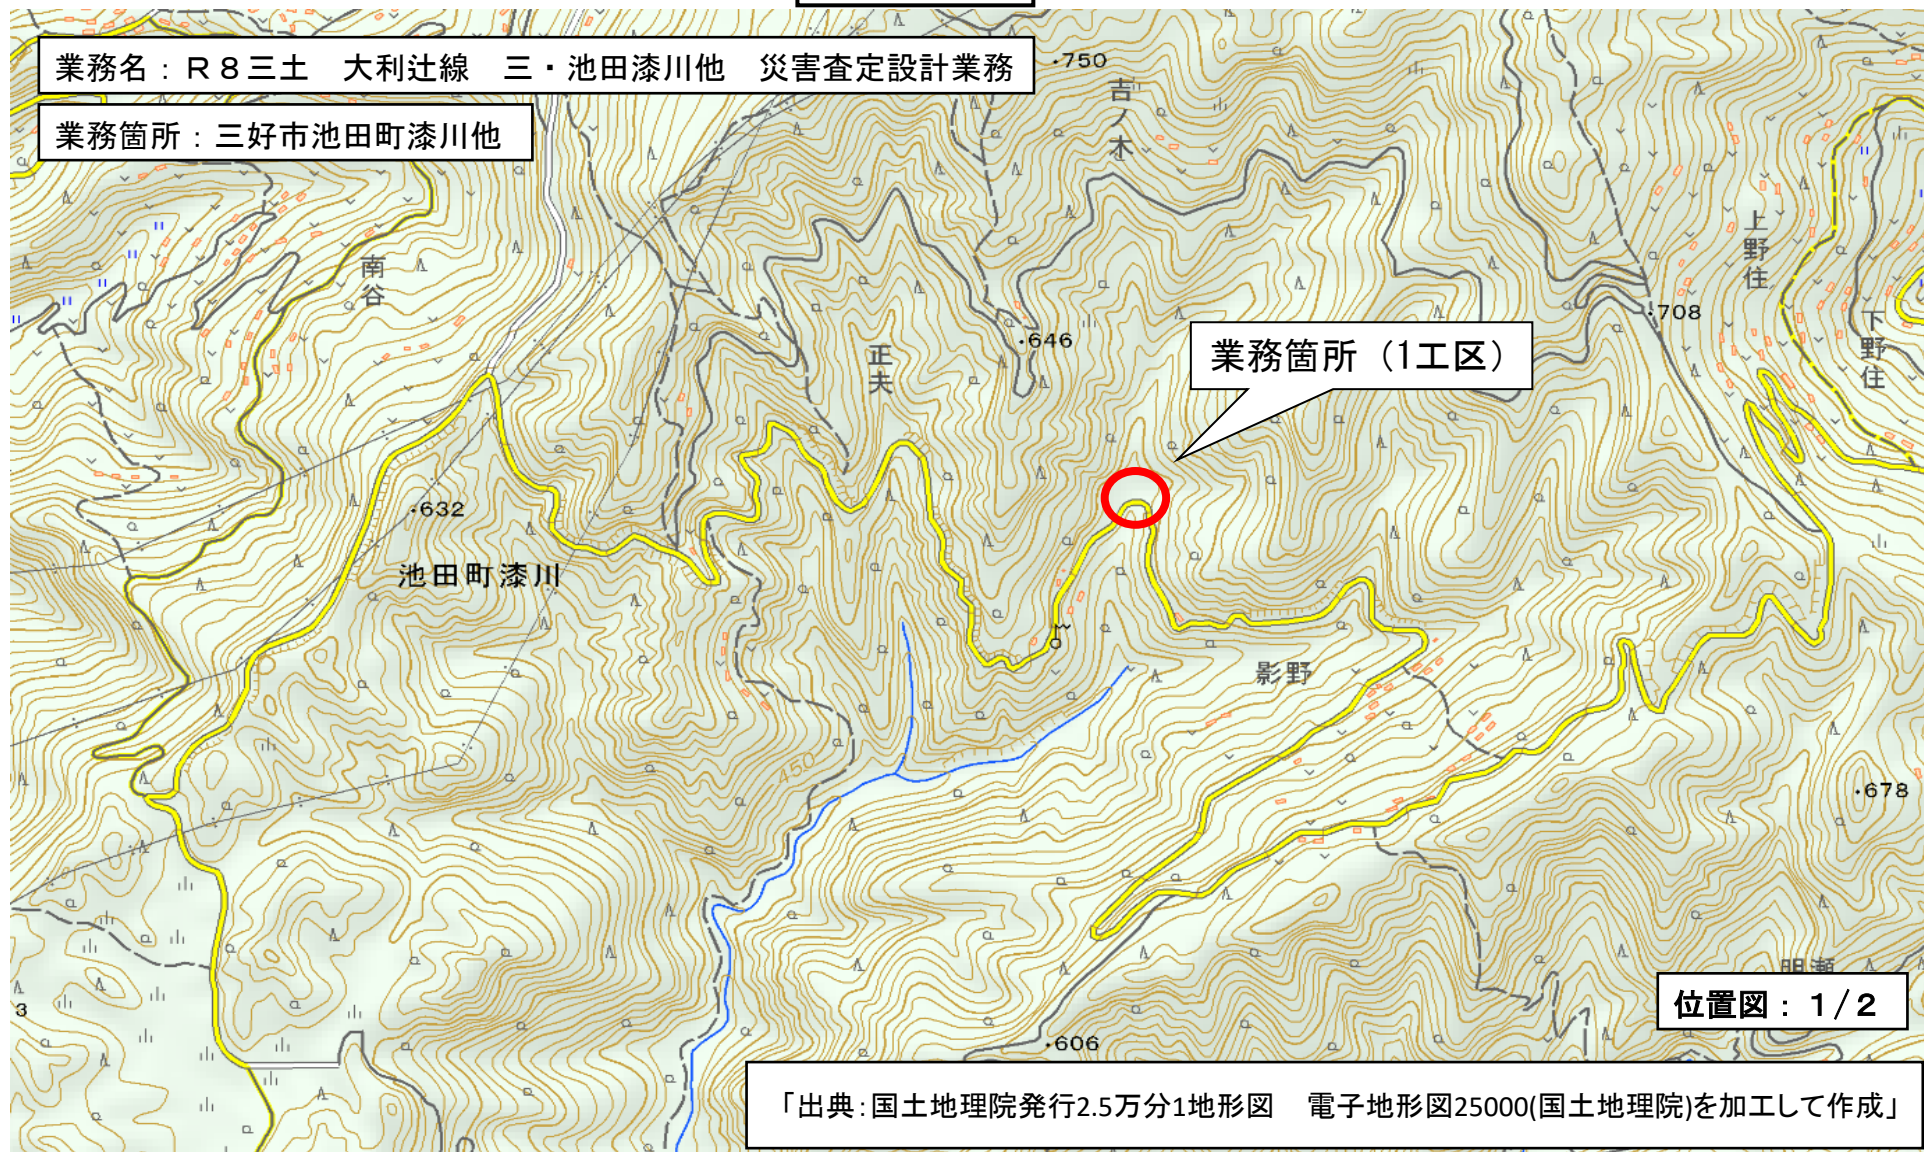 業務名：Ｒ８三土　大利辻線　三・池田漆川他　災害査定設計業務
業務箇所：三好市池田町漆川他
750
吉ノ木
南谷
上野住
下野住
708
646
正夫
業務箇所（1工区）
632
池田町漆川
影野
450
678
明瀬
3
位置図：１/２
606
「出典：国土地理院発行2.5万分1地形図　電子地形図25000(国土地理院)を加工して作成」